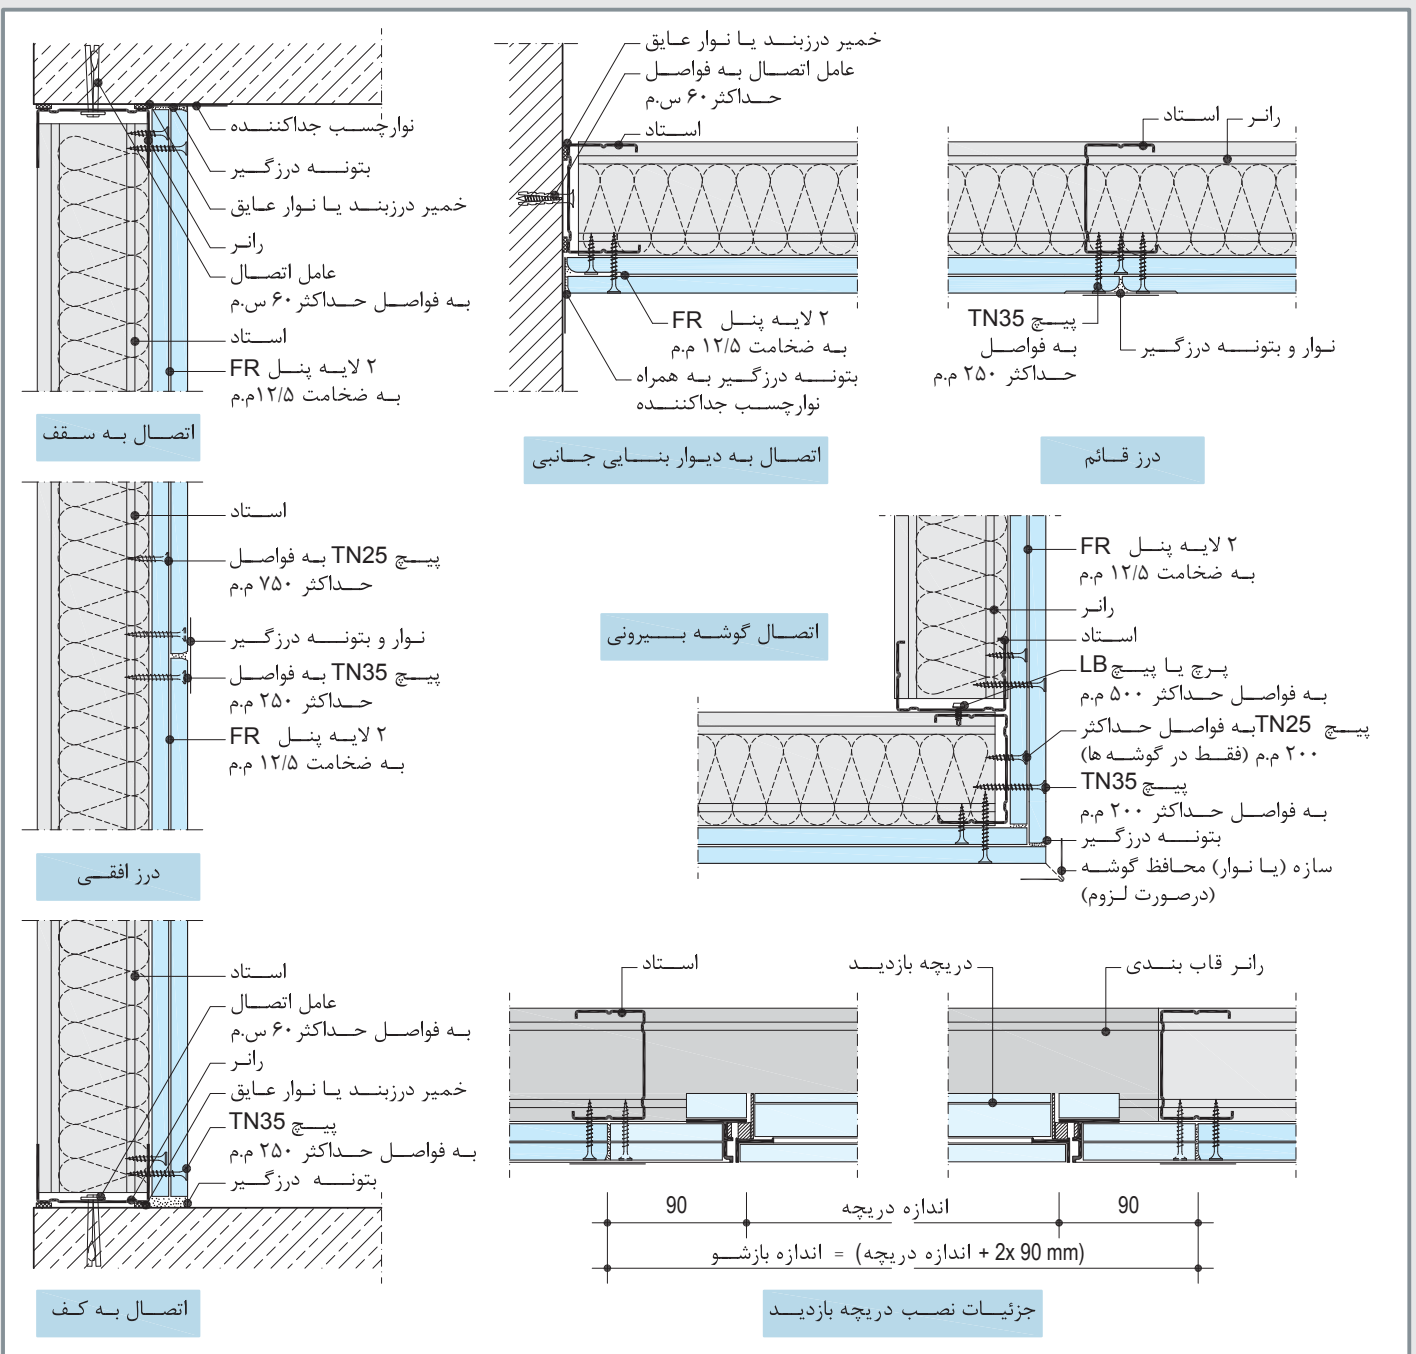 نوارچسب جداکننده
بتونه درزگیر
خمیر درزبند یا نوار عایق
رانر
عامل اتصال
به فواصل حداکثر ۶۰ س.م
استاد
۲ لایه پنل FR
به ضخامت ۱۲/۵م.م
اتصال به سقف
خمیر درزبند یا نوار عایق
عامل اتصال به فواصل
حداکثر ۶۰ س.م
استاد
۲ لایه پنل FR
به ضخامت ۱۲/۵ م.م
بتونه درزگیر به همراه
نوارچسب جداکننده
اتصال به دیوار بنایی جانبی
رانر
استاد
پیچ TN35
به فواصل
حداکثر ۲۵۰ م.م
نوار و بتونه درزگیر
درز قائم
استاد
پیچ TN25 به فواصل
حداکثر ۷۵۰ م.م
نوار و بتونه درزگیر
پیچ TN35 به فواصل
حداکثر ۲۵۰ م.م
۲ لایه پنل FR
به ضخامت ۱۲/۵ م.م
درز افقی
۲ لایه پنل FR
به ضخامت ۱۲/۵ م.م
رانر
استاد
پرچ یا پیچ LB
به فواصل حداکثر ۵۰۰ م.م
پیچ TN25به فواصل حداکثر
۲۰۰ م.م (فقط در گوشه ها)
پیچ TN35
به فواصل حداکثر ۲۰۰ م.م
بتونه درزگیر
سازه (یا نوار) محافظ گوشه
(درصورت لزوم)
اتصال گوشه بیرونی
استاد
عامل اتصال
به فواصل حداکثر ۶۰ س.م
رانر
خمیر درزبند یا نوار عایق
پیچ TN35
به فواصل حداکثر ۲۵۰ م.م
بتونه درزگیر
اتصال به کف
رانر قاب بندی
دریچه بازدید
استاد
90 اندازه دریچه 90
اندازه بازشو = (اندازه دریچه + 2x 90 mm)
جزئیات نصب دریچه بازدید